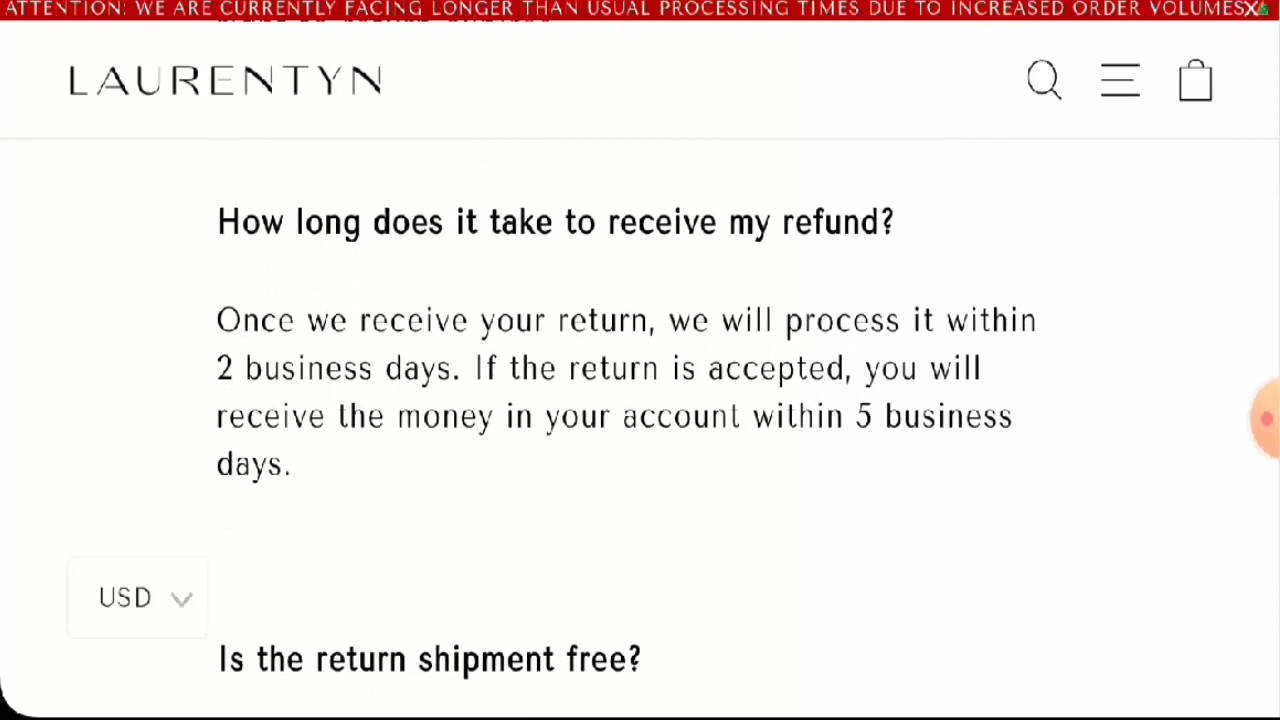 ATTENTION: WE ARE CURRENTLY FACING LONGER THAN USUAL PROCESSING TIMES DUE TO INCREASED ORDER VOLUMES
LAURENTYN
How long does it take to receive my refund?
Once we receive your return, we will process it within
2 business days. If the return is accepted, you will
receive the money in your account within 5 business
days.
USD
Is the return shipment free?